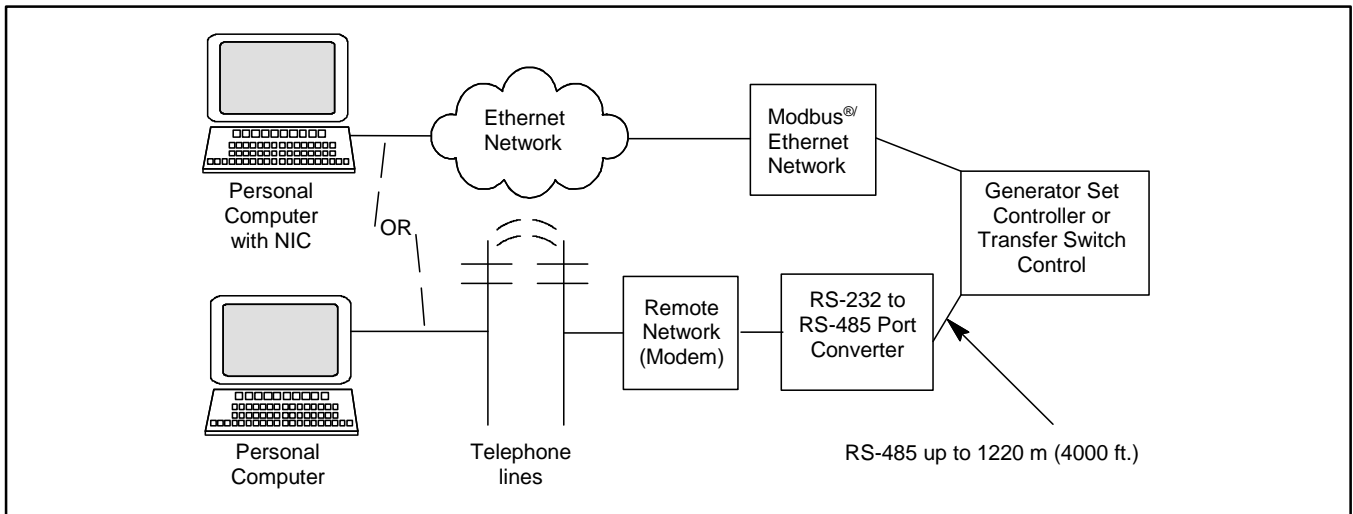 Personal
Computer
with NIC
OR
Ethernet
Network
Modbus®/
Ethernet
Network
Generator Set
Controller or
Transfer Switch
Control
Personal
Computer
Telephone
lines
Remote
Network
(Modem)
RS-232 to
RS-485 Port
Converter
RS-485 up to 1220 m (4000 ft.)